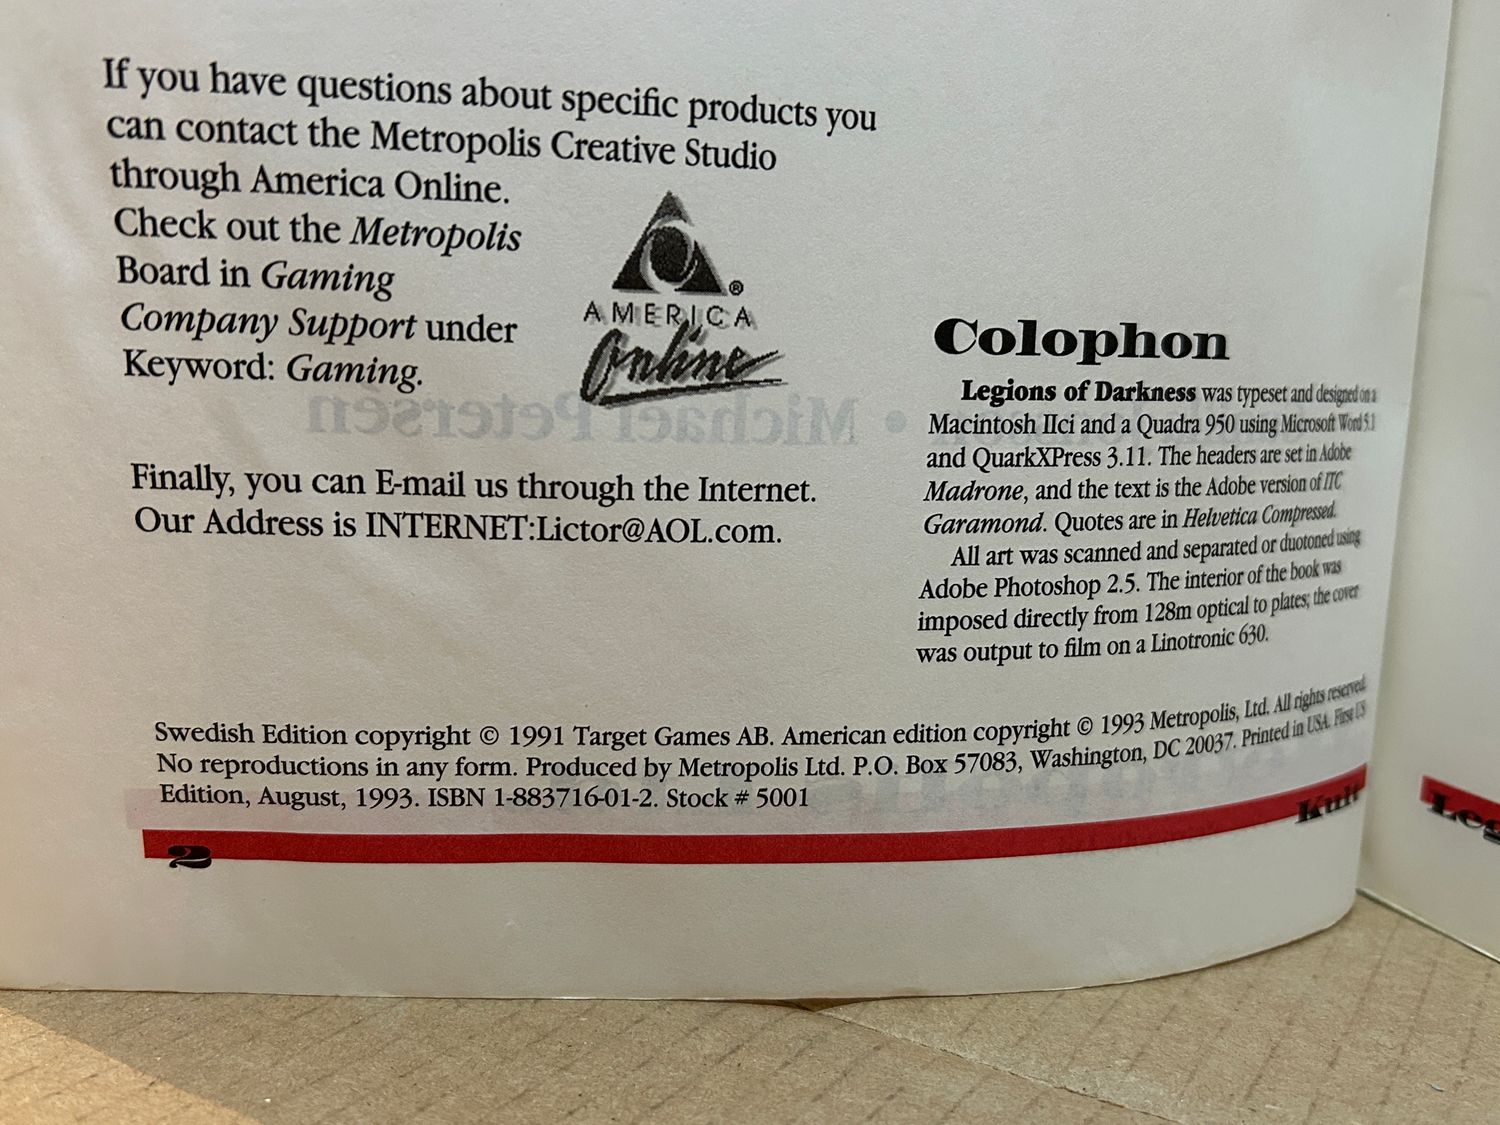 If you have questions about specific products you
can contact the Metropolis Creative Studio
through America Online.
Check out the Metropolis
Board in Gaming
Company Support under
Keyword: Gaming.
®
AMERICA
Online
Finally, you can E-mail us through the Internet.
Our Address is INTERNET:Lictor@AOL.com.
Colophon
Legions of Darkness was typeset and designed on a
Macintosh IIci and a Quadra 950 using Microsoft Word 5.1
and QuarkXPress 3.11. The headers are set in Adobe
Madrone, and the text is the Adobe version of ITC
Garamond. Quotes are in Helvetica Compressed.
All art was scanned and separated or duotoned using
Adobe Photoshop 2.5. The interior of the book was
imposed directly from 128m optical to plates; the cover
was output to film on a Linotronic 630.
Swedish Edition copyright © 1991 Target Games AB. American edition copyright © 1993 Metropolis, Ltd. All rights reserved.
No reproductions in any form. Produced by Metropolis Ltd. P.O. Box 57083, Washington, DC 20037. Printed in USA. First US
Edition, August, 1993. ISBN 1-883716-01-2. Stock # 5001
2
Kult
Leg